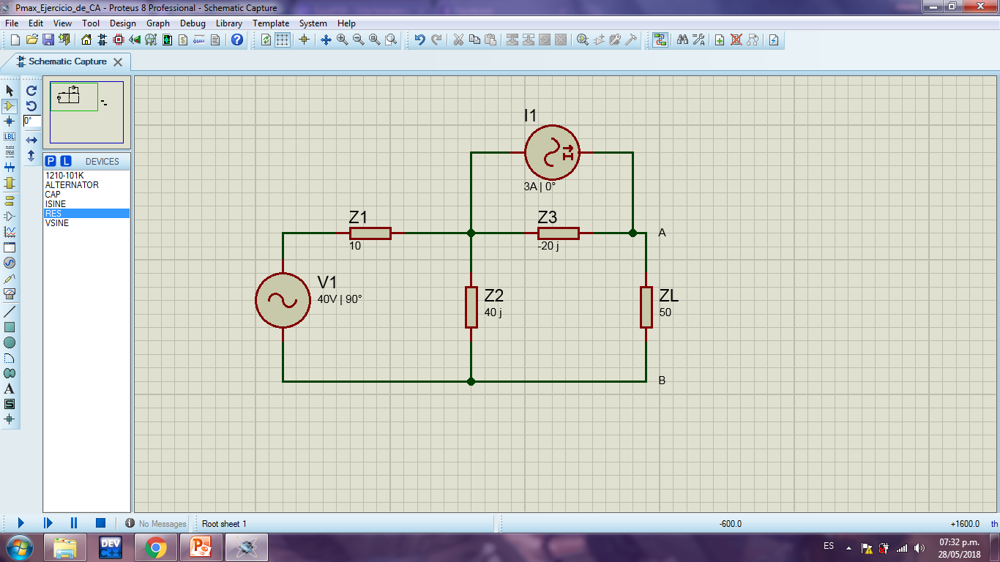 Pmax_Ejercicio_de_CA - Proteus 8 Professional - Schematic Capture
File Edit View Tool Design Graph Debug Library Template System Help
Schematic Capture
0°
P L DEVICES
1210-101K
ALTERNATOR
CAP
ISINE
RES
VSINE
LBL
A
S
I1
I
3A | 0°
Z1
10
Z3
-20 j
A
V1
40V | 90°
Z2
40 j
ZL
50
B
No Messages
Root sheet 1
-600.0
+1600.0
th
DEV
C++
P
ES
07:32 p.m.
28/05/2018